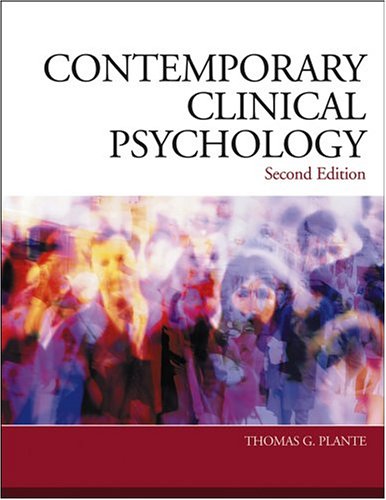 CONTEMPORARY
CLINICAL
PSYCHOLOGY
Second Edition
THOMAS G. PLANTE